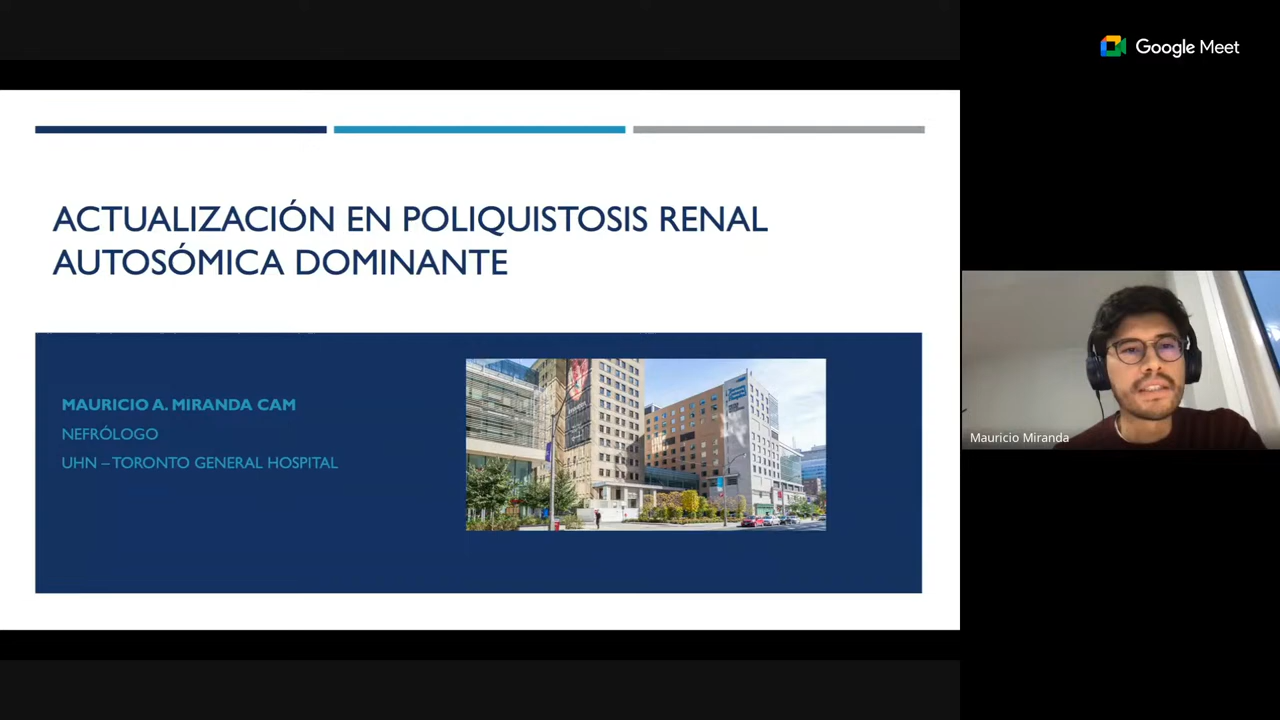 Google Meet
ACTUALIZACIÓN EN POLIQUISTOSIS RENAL
AUTOSÓMICA DOMINANTE
MAURICIO A. MIRANDA CAM
NEFRÓLOGO
UHN – TORONTO GENERAL HOSPITAL
Mauricio Miranda